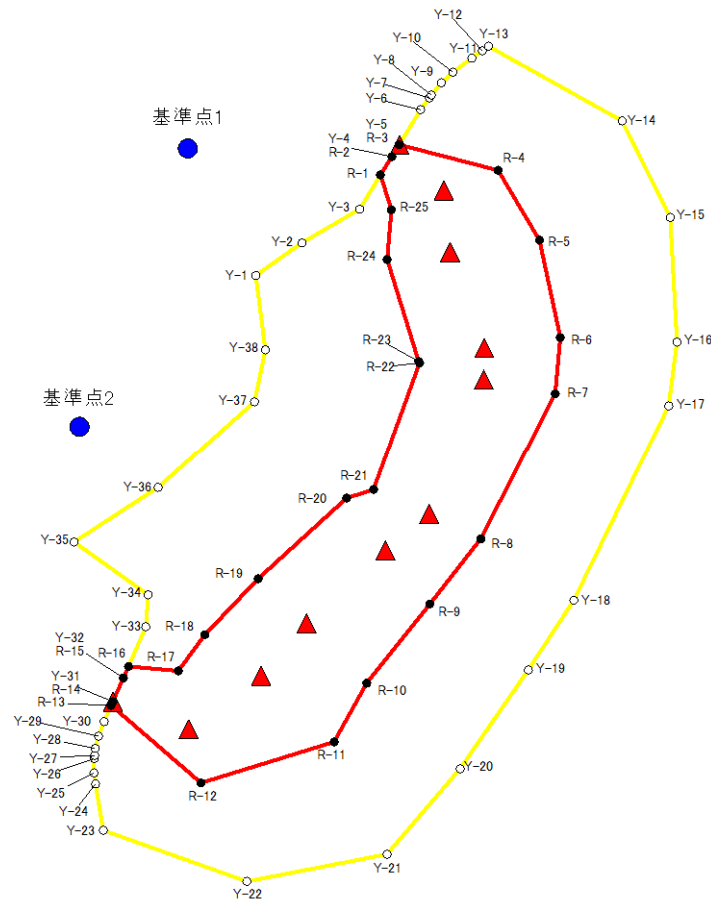 Y-12
Y-13
Y-10
Y-11
Y-8
Y-9
Y-7
Y-6
Y-14
基準点1
Y-5
R-3
Y-4
R-2
R-4
R-1
Y-3
R-25
Y-15
Y-2
R-5
R-24
Y-1
R-6
Y-16
R-23
Y-38
R-22
R-7
基準点2
Y-37
Y-17
R-21
Y-36
R-20
Y-35
R-8
R-19
Y-34
Y-18
R-9
Y-33
R-18
Y-32
R-15
R-16
R-17
Y-19
Y-31
R-14
R-13
R-10
Y-30
Y-29
Y-28
R-11
Y-27
Y-26
Y-20
Y-25
R-12
Y-24
Y-23
Y-21
Y-22